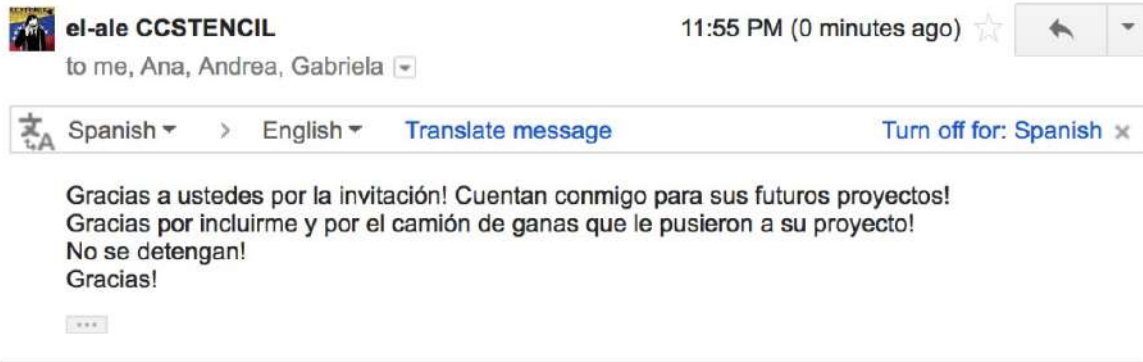 el-ale CCSTENCIL 11:55 PM (0 minutes ago)
to me, Ana, Andrea, Gabriela
Spanish > English Translate message Turn off for: Spanish ×
Gracias a ustedes por la invitación! Cuentan conmigo para sus futuros proyectos!
Gracias por incluirme y por el camión de ganas que le pusieron a su proyecto!
No se detengan!
Gracias!